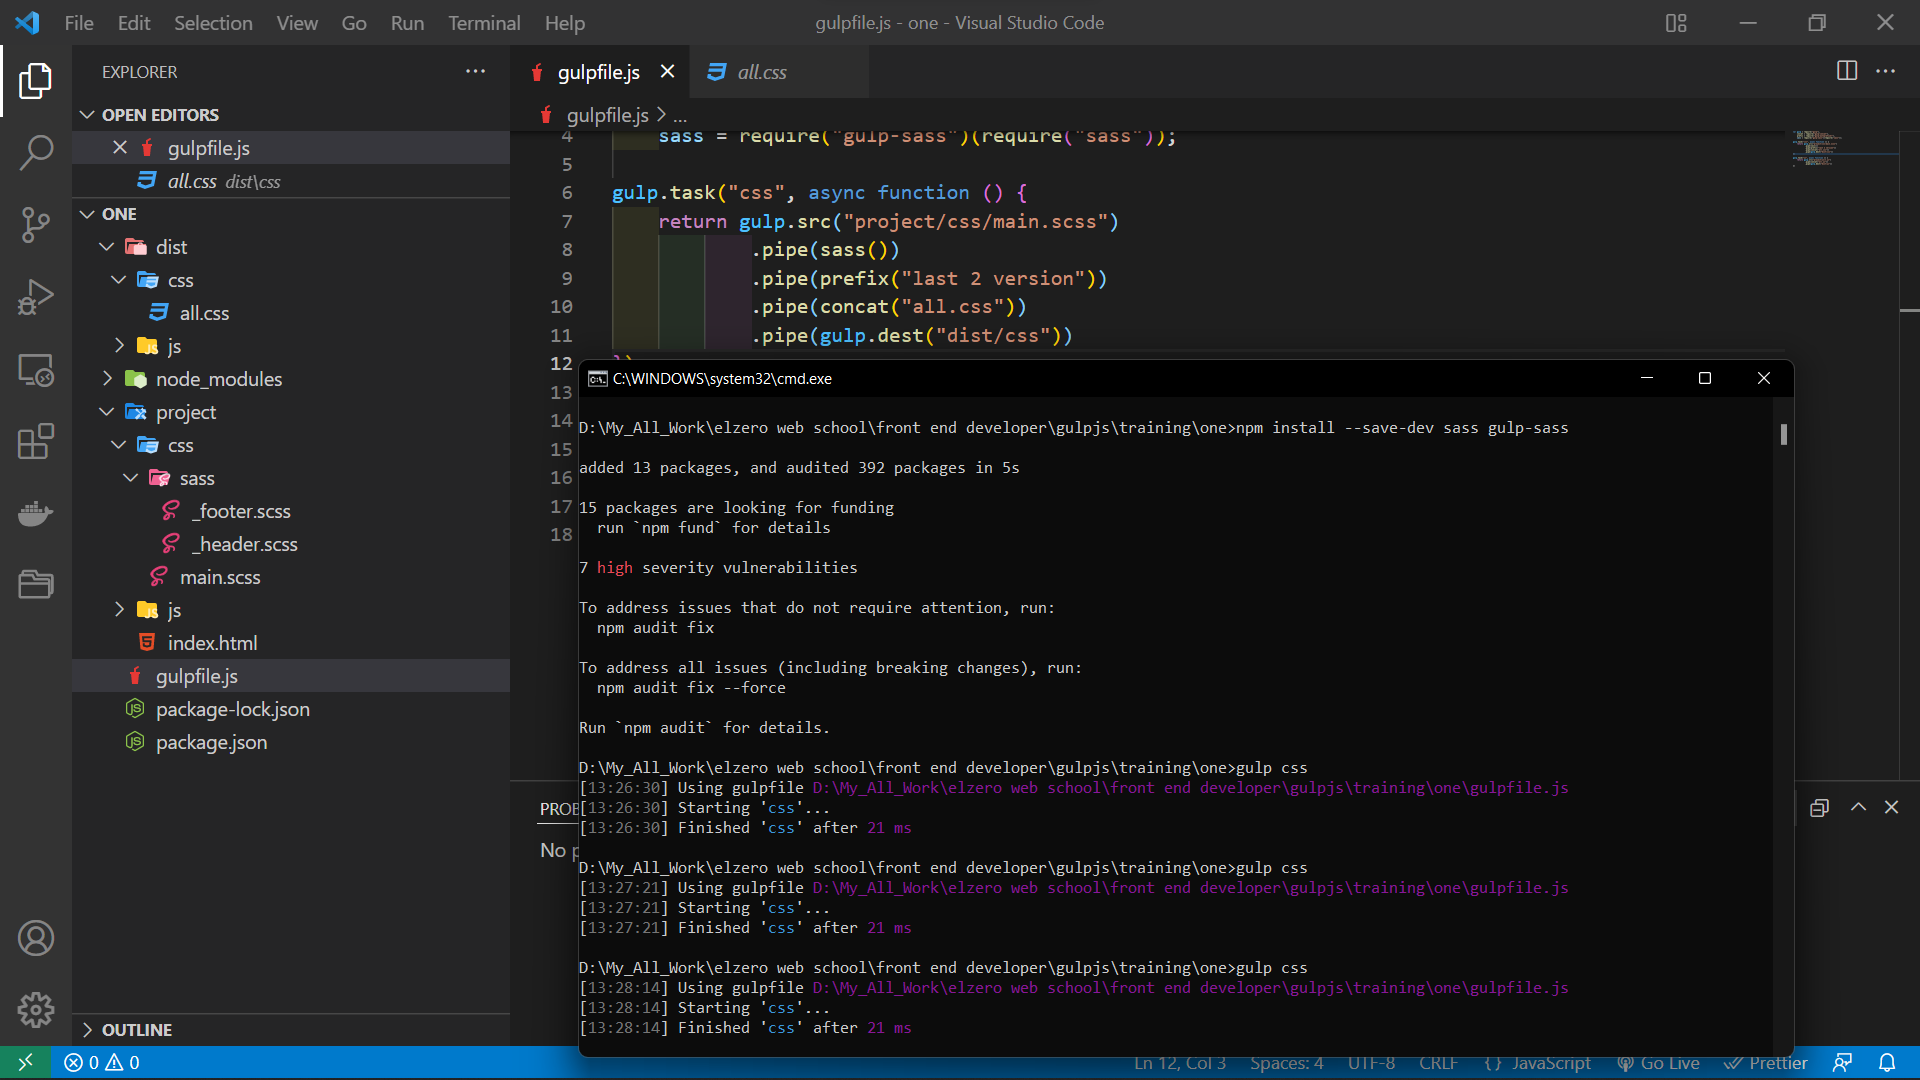 File Edit Selection View Go Run Terminal Help
gulpfile.js - one - Visual Studio Code
EXPLORER
OPEN EDITORS
gulpfile.js
all.css dist\css
ONE
dist
css
all.css
js
node_modules
project
css
sass
_footer.scss
_header.scss
main.scss
js
index.html
gulpfile.js
package-lock.json
package.json
OUTLINE
gulpfile.js
all.css
gulpfile.js > ...
4 sass = require("gulp-sass")(require("sass"));
5
6 gulp.task("css", async function () {
7 return gulp.src("project/css/main.scss")
8 .pipe(sass())
9 .pipe(prefix("last 2 version"))
10 .pipe(concat("all.css"))
11 .pipe(gulp.dest("dist/css"))
12
13
14
15
16
17
18
C:\WINDOWS\system32\cmd.exe
D:\My_All_Work\elzero web school\front end developer\gulpjs\training\one>npm install --save-dev sass gulp-sass
added 13 packages, and audited 392 packages in 5s
15 packages are looking for funding
run `npm fund` for details
7 high severity vulnerabilities
To address issues that do not require attention, run:
npm audit fix
To address all issues (including breaking changes), run:
npm audit fix --force
Run `npm audit` for details.
D:\My_All_Work\elzero web school\front end developer\gulpjs\training\one>gulp css
[13:26:30] Using gulpfile D:\My_All_Work\elzero web school\front end developer\gulpjs\training\one\gulpfile.js
[13:26:30] Starting 'css'...
[13:26:30] Finished 'css' after 21 ms
D:\My_All_Work\elzero web school\front end developer\gulpjs\training\one>gulp css
[13:27:21] Using gulpfile D:\My_All_Work\elzero web school\front end developer\gulpjs\training\one\gulpfile.js
[13:27:21] Starting 'css'...
[13:27:21] Finished 'css' after 21 ms
D:\My_All_Work\elzero web school\front end developer\gulpjs\training\one>gulp css
[13:28:14] Using gulpfile D:\My_All_Work\elzero web school\front end developer\gulpjs\training\one\gulpfile.js
[13:28:14] Starting 'css'...
[13:28:14] Finished 'css' after 21 ms
PROB
No p
0 0
Ln 12, Col 3 Spaces: 4 UTF-8 CRLF {} JavaScript Go Live Prettier